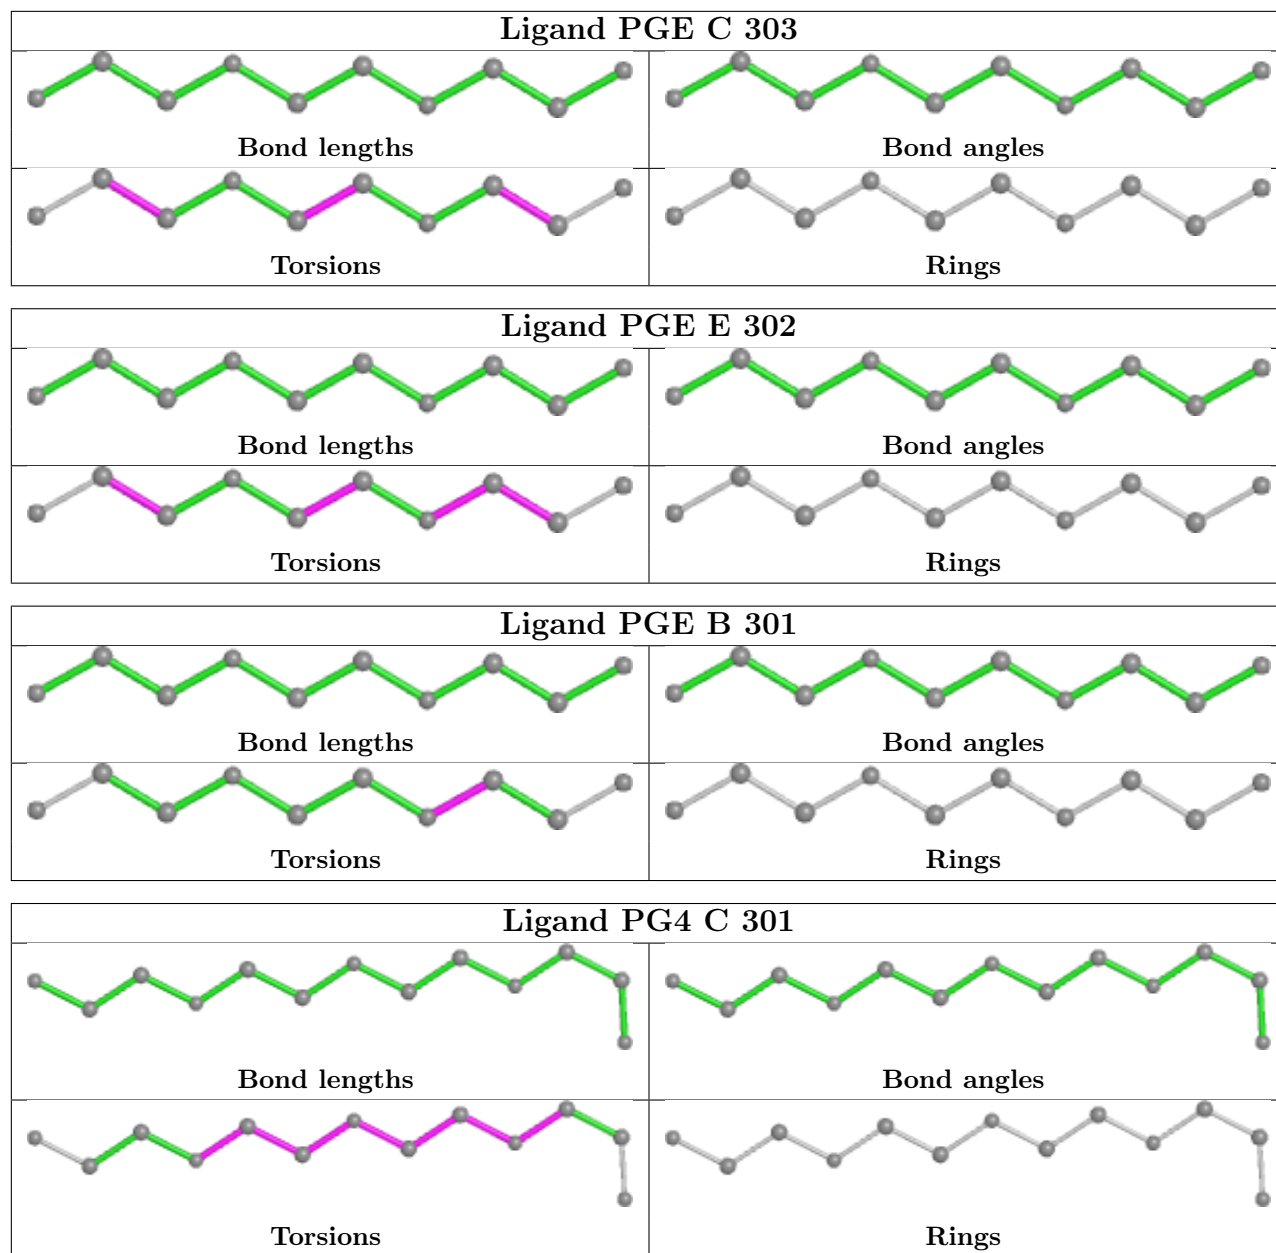 Ligand PGE C 303
Bond lengths
Bond angles
Torsions
Rings
Ligand PGE E 302
Bond lengths
Bond angles
Torsions
Rings
Ligand PGE B 301
Bond lengths
Bond angles
Torsions
Rings
Ligand PG4 C 301
Bond lengths
Bond angles
Torsions
Rings